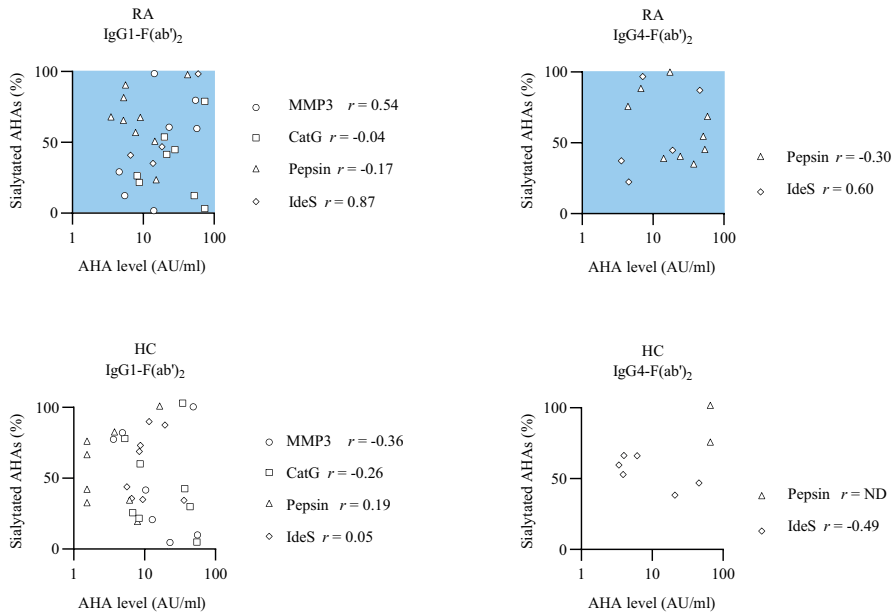 RA
IgG1-F(ab')2
Sialytated AHAs (%)
100
50
0
1
10
100
AHA level (AU/ml)
MMP3 r = 0.54
CatG r = -0.04
Pepsin r = -0.17
IdeS r = 0.87
RA
IgG4-F(ab')2
Sialytated AHAs (%)
100
50
0
1
10
100
AHA level (AU/ml)
Pepsin r = -0.30
IdeS r = 0.60
HC
IgG1-F(ab')2
Sialytated AHAs (%)
100
50
0
1
10
100
AHA level (AU/ml)
MMP3 r = -0.36
CatG r = -0.26
Pepsin r = 0.19
IdeS r = 0.05
HC
IgG4-F(ab')2
Sialytated AHAs (%)
100
50
0
1
10
100
AHA level (AU/ml)
Pepsin r = ND
IdeS r = -0.49